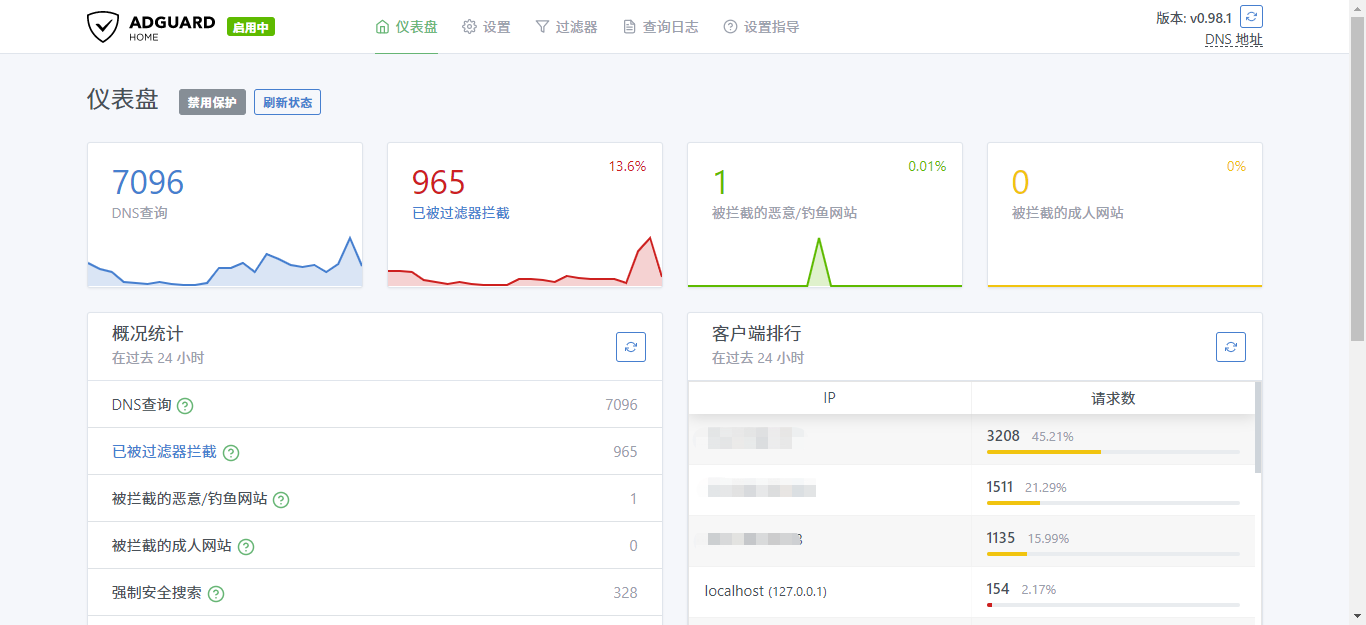 ADGUARD
HOME
启用中
仪表盘
设置
过滤器
查询日志
设置指导
版本: v0.98.1
DNS 地址
仪表盘
禁用保护
刷新状态
7096
DNS查询
965
13.6%
已被过滤器拦截
1
0.01%
被拦截的恶意/钓鱼网站
0
0%
被拦截的成人网站
概况统计
在过去 24 小时
DNS查询 7096
已被过滤器拦截 965
被拦截的恶意/钓鱼网站 1
被拦截的成人网站 0
强制安全搜索 328
客户端排行
在过去 24 小时
IP 请求数
3208 45.21%
1511 21.29%
1135 15.99%
localhost (127.0.0.1) 154 2.17%